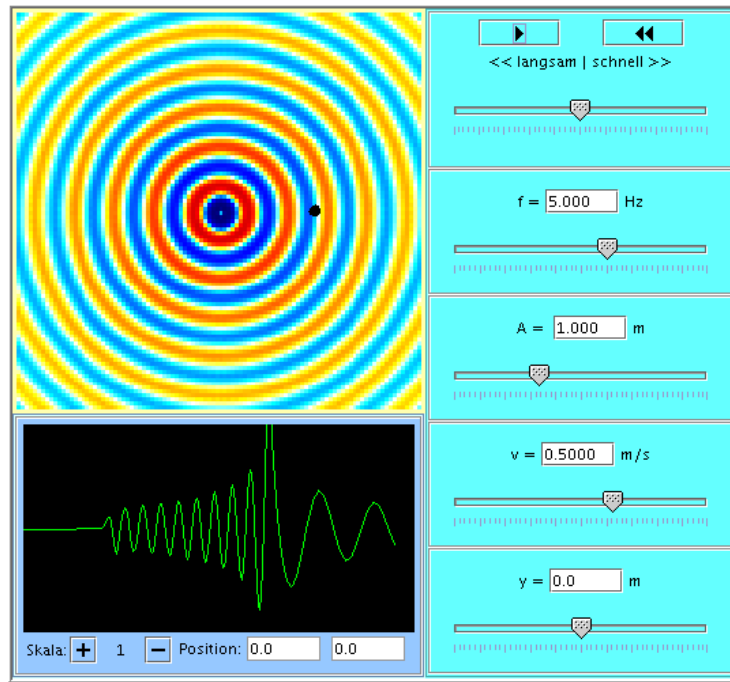 << langsam | schnell >>
f = 5.000 Hz
A = 1.000 m
v = 0.5000 m/s
y = 0.0 m
Skala: + 1 − Position: 0.0 0.0